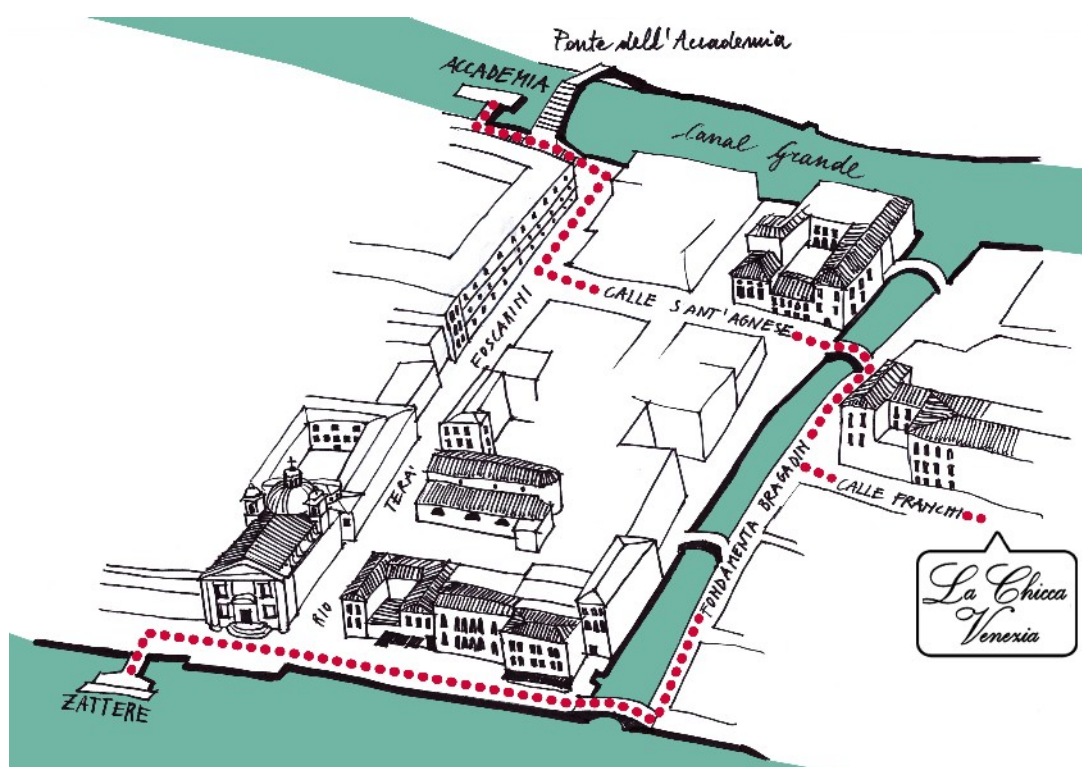 Ponte dell'Accademia
ACCADEMIA
Canal Grande
CALLE SANT'AGNESE
RIO TERA' FOSCARINI
FONDAMENTA BRAGADIN
CALLE FRANCHI
La Chicca
Venezia
ZATTERE